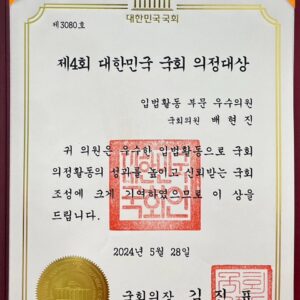 대한민국국회
제3080호
제4회 대한민국 국회 의정대상
입법활동 부문 우수의원
국회의원 배현진
귀 의원은 우수한 입법활동으로 국회
의정활동의 성과를 높이고 신뢰받는 국회
조성에 크게 기여하였으므로 이 상을
드립니다.
2024년 5월 28일
국회의장 김진표